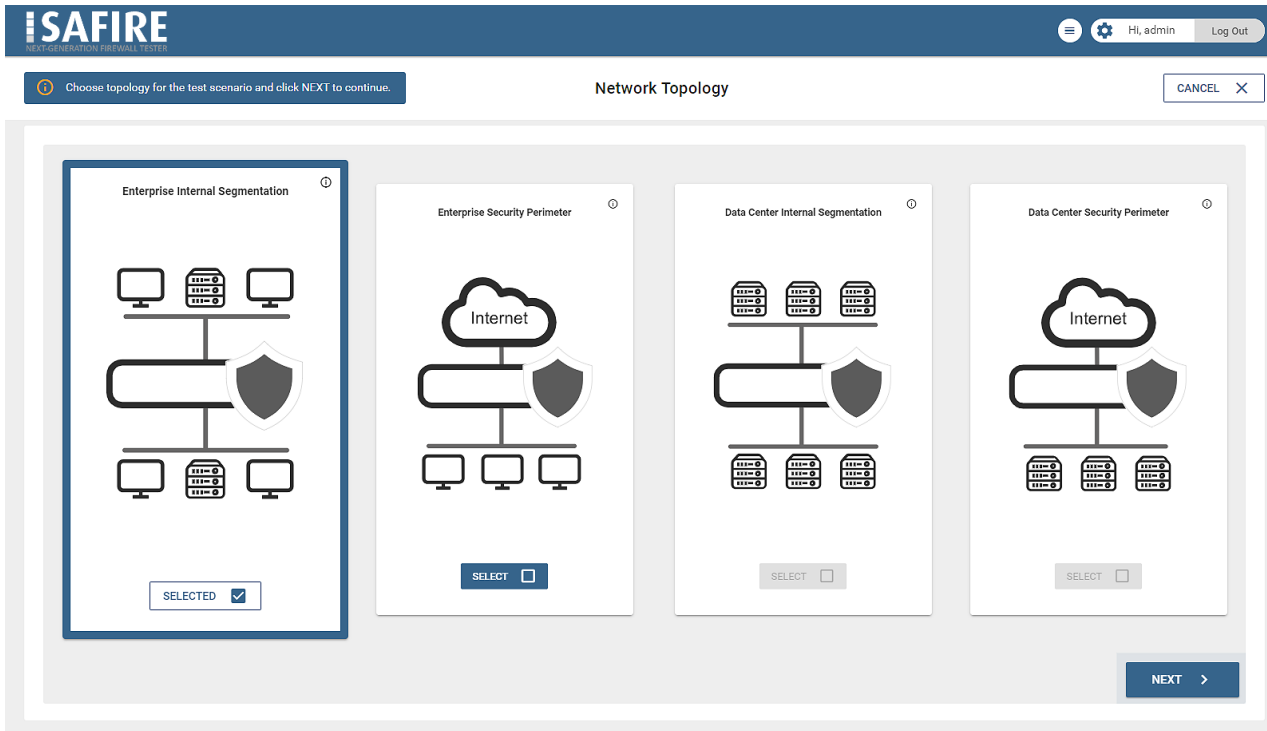 SAFIRE
NEXT-GENERATION FIREWALL TESTER
Hi, admin
Log Out
Choose topology for the test scenario and click NEXT to continue.
Network Topology
CANCEL
Enterprise Internal Segmentation
Enterprise Security Perimeter
Data Center Internal Segmentation
Data Center Security Perimeter
Internet
Internet
SELECTED
SELECT
SELECT
SELECT
NEXT